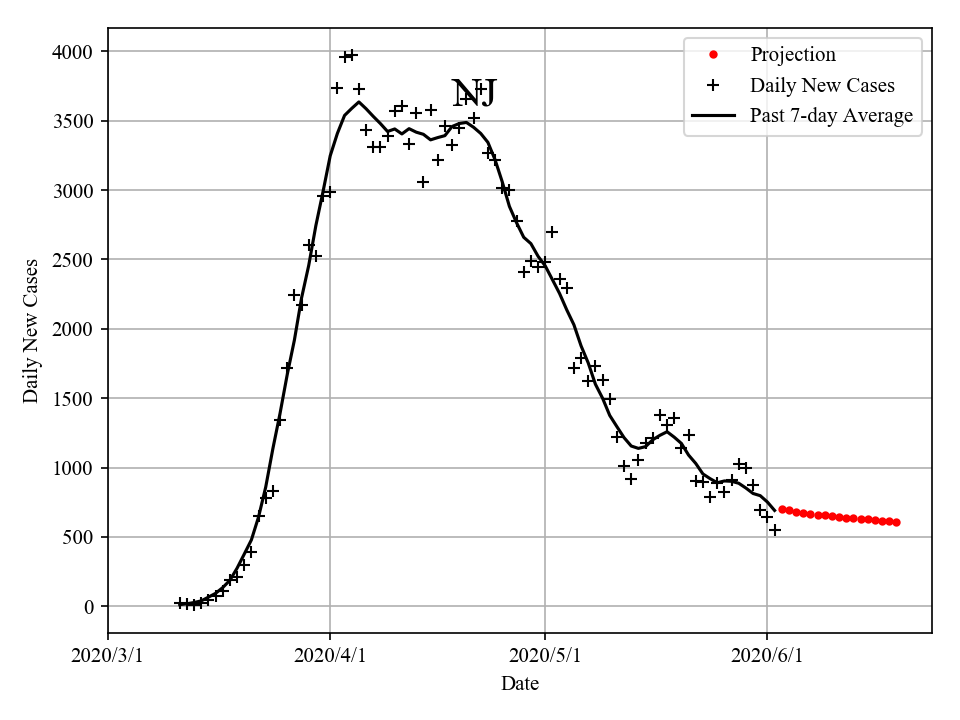 NJ
Projection
Daily New Cases
Past 7-day Average
4000
3500
3000
2500
2000
1500
1000
500
0
Daily New Cases
2020/3/1
2020/4/1
2020/5/1
2020/6/1
Date